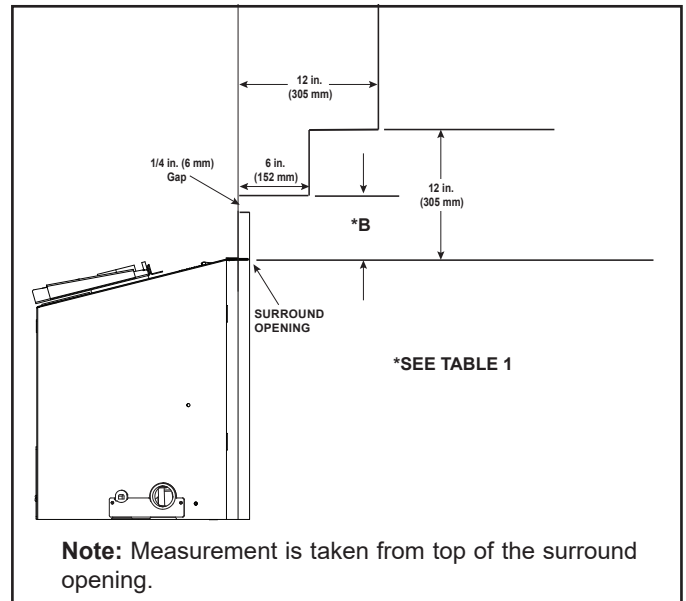 12 in.
(305 mm)
1/4 in. (6 mm)
Gap
6 in.
(152 mm)
12 in.
(305 mm)
*B
SURROUND
OPENING
*SEE TABLE 1
Note: Measurement is taken from top of the surround
opening.